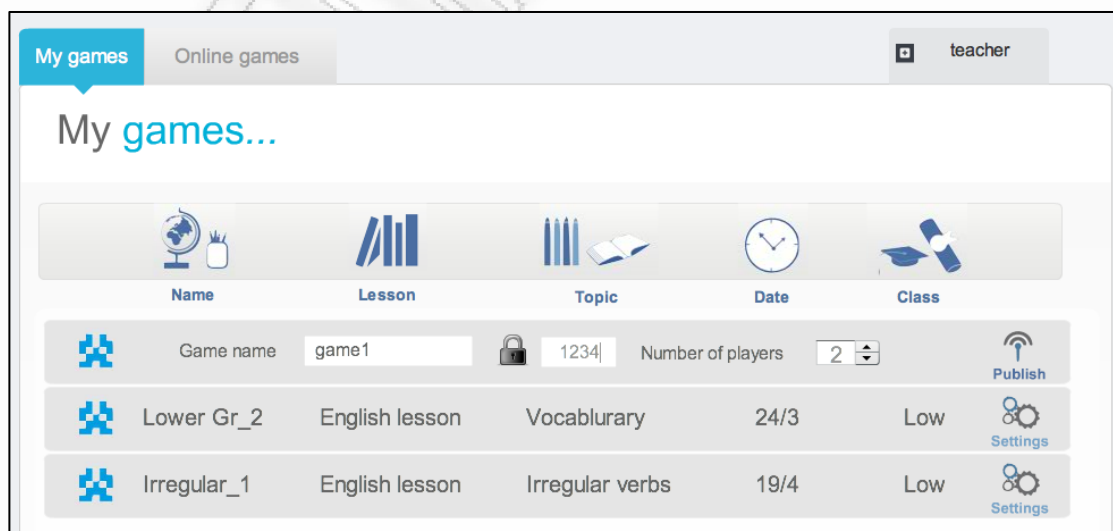 My games Online games teacher
My games...
Name Lesson Topic Date Class
Game name game1 1234 Number of players 2
Publish
Lower Gr_2 English lesson Vocablurary 24/3 Low
Settings
Irregular_1 English lesson Irregular verbs 19/4 Low
Settings